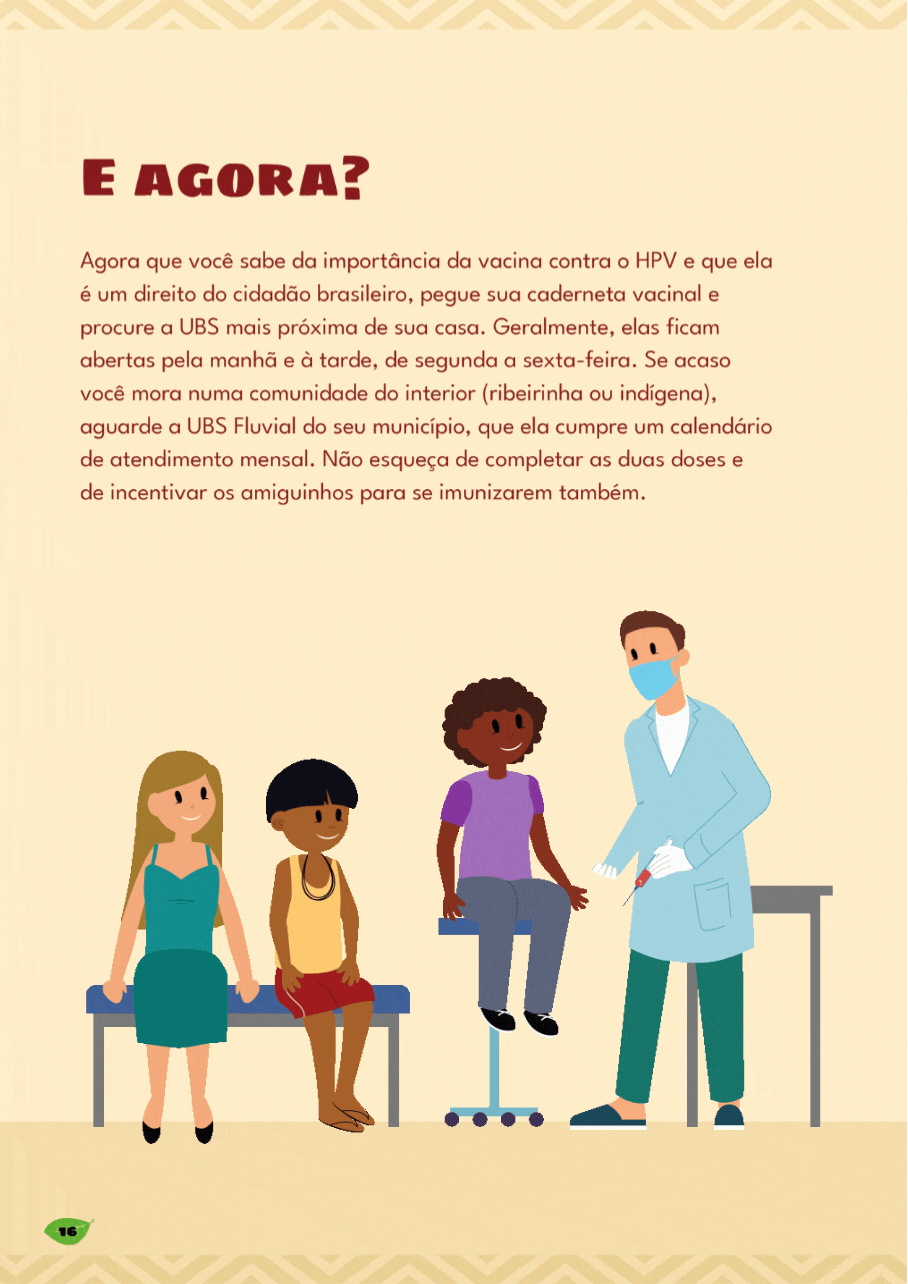 E AGORA?
Agora que você sabe da importância da vacina contra o HPV e que ela
é um direito do cidadão brasileiro, pegue sua caderneta vacinal e
procure a UBS mais próxima de sua casa. Geralmente, elas ficam
abertas pela manhã e à tarde, de segunda a sexta-feira. Se acaso
você mora numa comunidade do interior (ribeirinha ou indígena),
aguarde a UBS Fluvial do seu município, que ela cumpre um calendário
de atendimento mensal. Não esqueça de completar as duas doses e
de incentivar os amiguinhos para se imunizarem também.
16